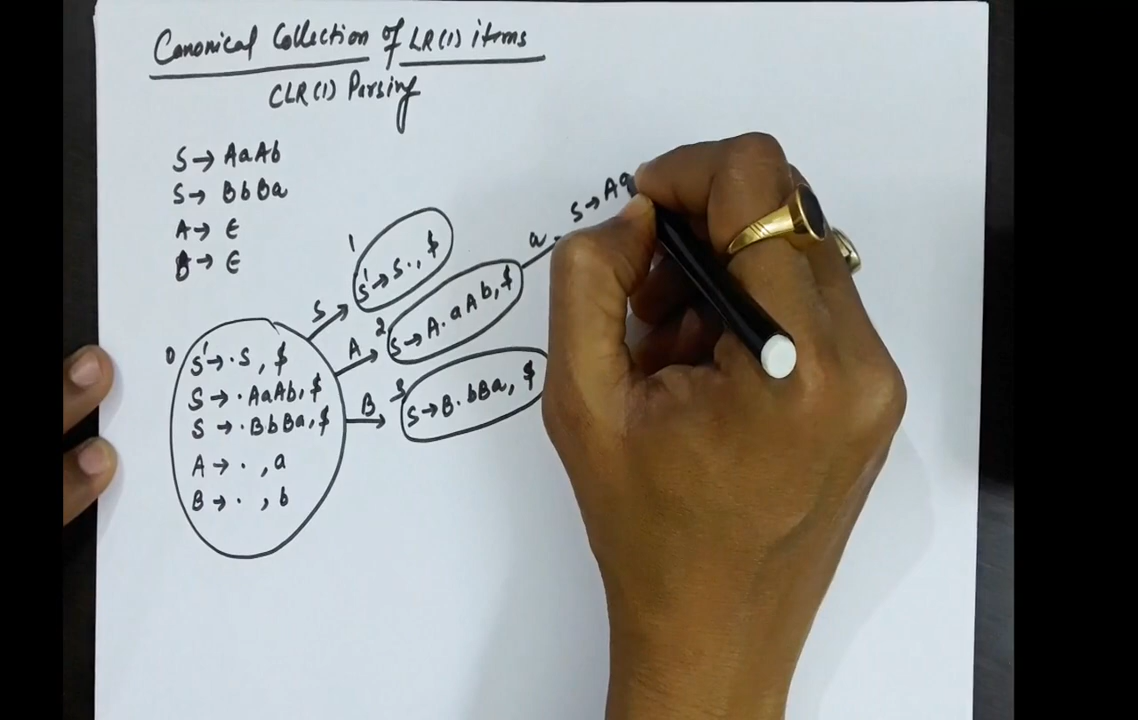 Canonical Collection of LR(1) items
CLR(1) Parsing
S → AaAb
S → BbBa
A → ϵ
B → ϵ
S
1
S' → S., $
A
2
S → A.aAb, $
a
S → Aa
B
3
S → B.bBa, $
0
S' → .S, $
S → .AaAb, $
S → .BbBa, $
A → . , a
B → . , b